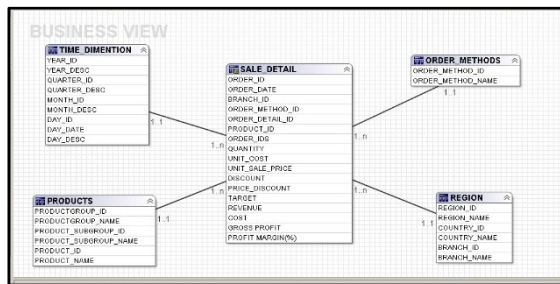 BUSINESS VIEW
TIME_DIMENTION
YEAR_ID
YEAR_DESC
QUARTER_ID
QUARTER_DESC
MONTH_ID
MONTH_DESC
DAY_ID
DAY_DATE
DAY_DESC
1..1
1..n
SALE_DETAIL
ORDER_ID
ORDER_DATE
BRANCH_ID
ORDER_METHOD_ID
ORDER_DETAIL_ID
PRODUCT_ID
ORDER_IDS
QUANTITY
UNIT_COST
UNIT_SALE_PRICE
DISCOUNT
PRICE_DISCOUNT
TARGET
REVENUE
COST
GROSS PROFIT
PROFIT MARGIN(%)
ORDER_METHODS
ORDER_METHOD_ID
ORDER_METHOD_NAME
1..1
1..n
PRODUCTS
PRODUCTGROUP_ID
PRODUCTGROUP_NAME
PRODUCT_SUBGROUP_ID
PRODUCT_SUBGROUP_NAME
PRODUCT_ID
PRODUCT_NAME
1..1
1..n
REGION
REGION_ID
REGION_NAME
COUNTRY_ID
COUNTRY_NAME
BRANCH_ID
BRANCH_NAME
1..1
1..n